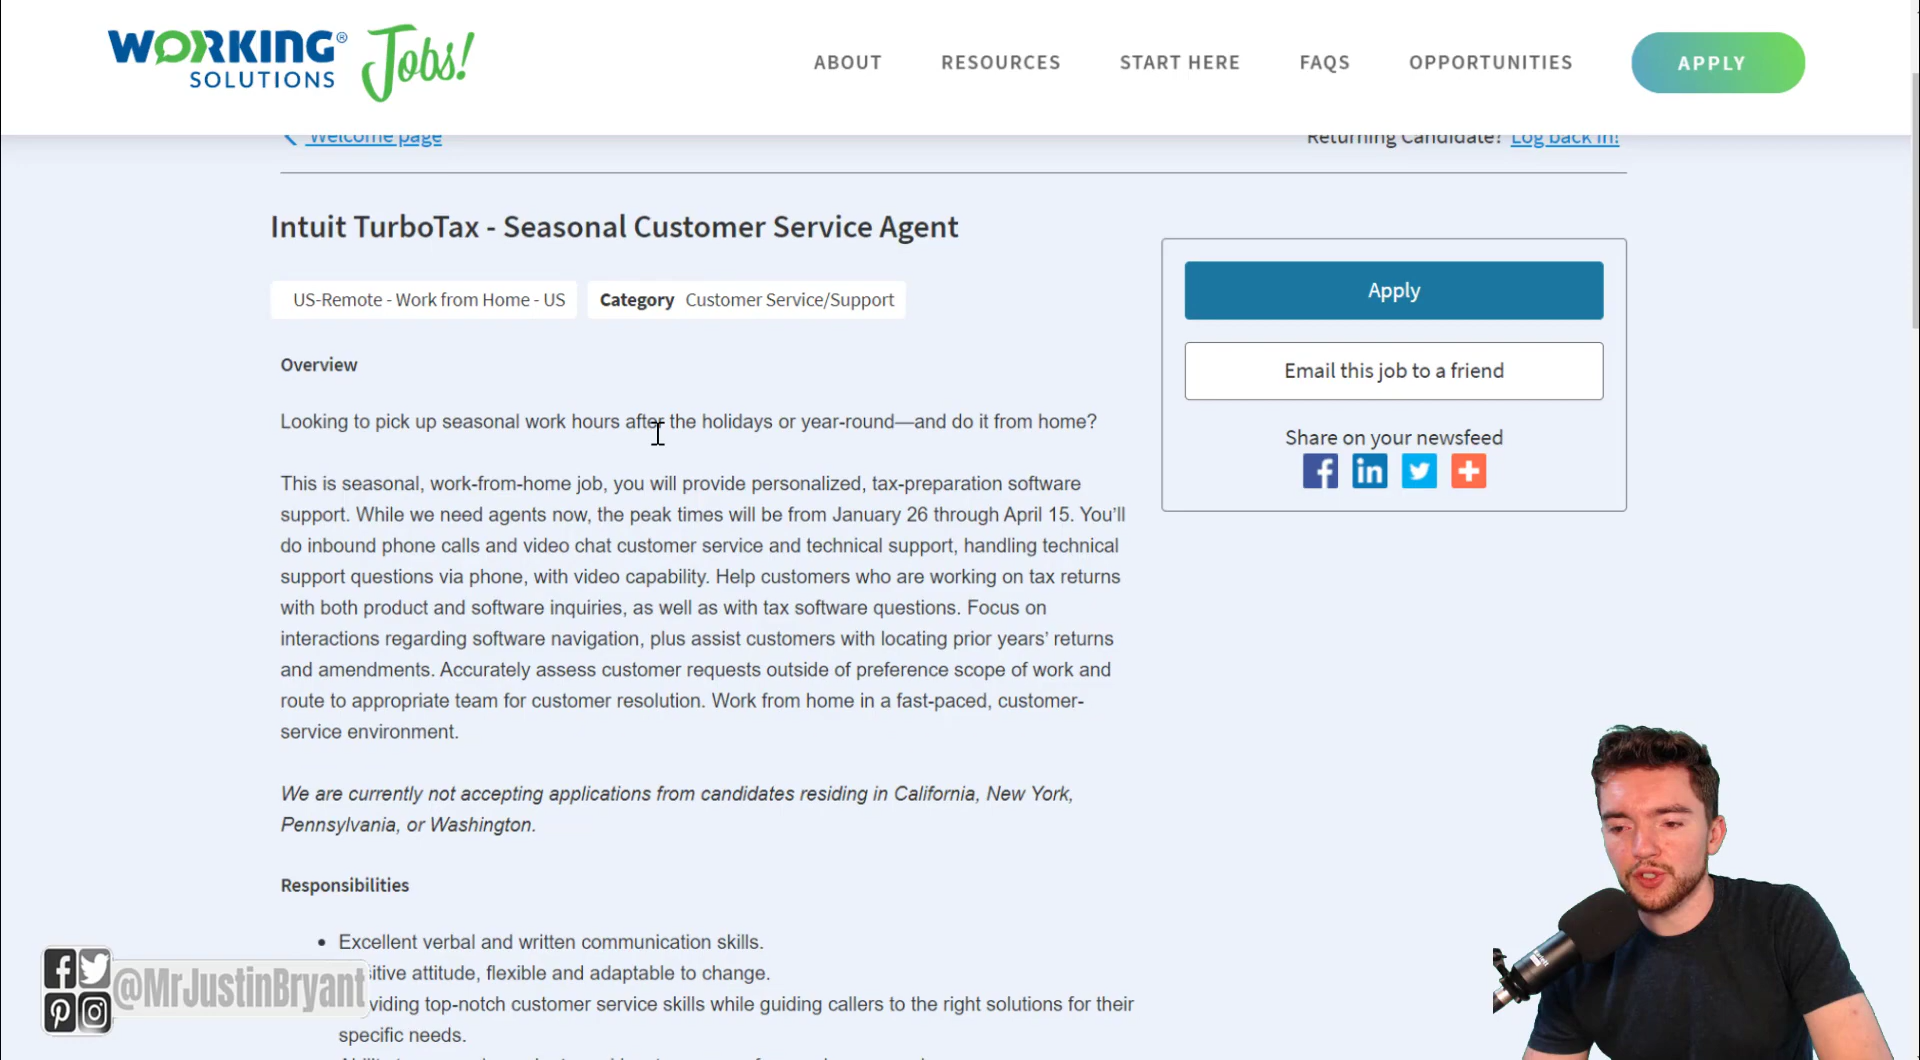 WORKING® SOLUTIONS Jobs!
ABOUT RESOURCES START HERE FAQS OPPORTUNITIES APPLY
Welcome page
Returning Candidate? Log back in!
Intuit TurboTax - Seasonal Customer Service Agent
US-Remote - Work from Home - US
Category Customer Service/Support
Apply
Email this job to a friend
Share on your newsfeed
Overview
Looking to pick up seasonal work hours after the holidays or year-round—and do it from home?
This is seasonal, work-from-home job, you will provide personalized, tax-preparation software
support. While we need agents now, the peak times will be from January 26 through April 15. You’ll
do inbound phone calls and video chat customer service and technical support, handling technical
support questions via phone, with video capability. Help customers who are working on tax returns
with both product and software inquiries, as well as with tax software questions. Focus on
interactions regarding software navigation, plus assist customers with locating prior years’ returns
and amendments. Accurately assess customer requests outside of preference scope of work and
route to appropriate team for customer resolution. Work from home in a fast-paced, customer-
service environment.
We are currently not accepting applications from candidates residing in California, New York,
Pennsylvania, or Washington.
Responsibilities
• Excellent verbal and written communication skills.
attitude, flexible and adaptable to change.
top-notch customer service skills while guiding callers to the right solutions for their
specific needs.
@MrJustinBryant